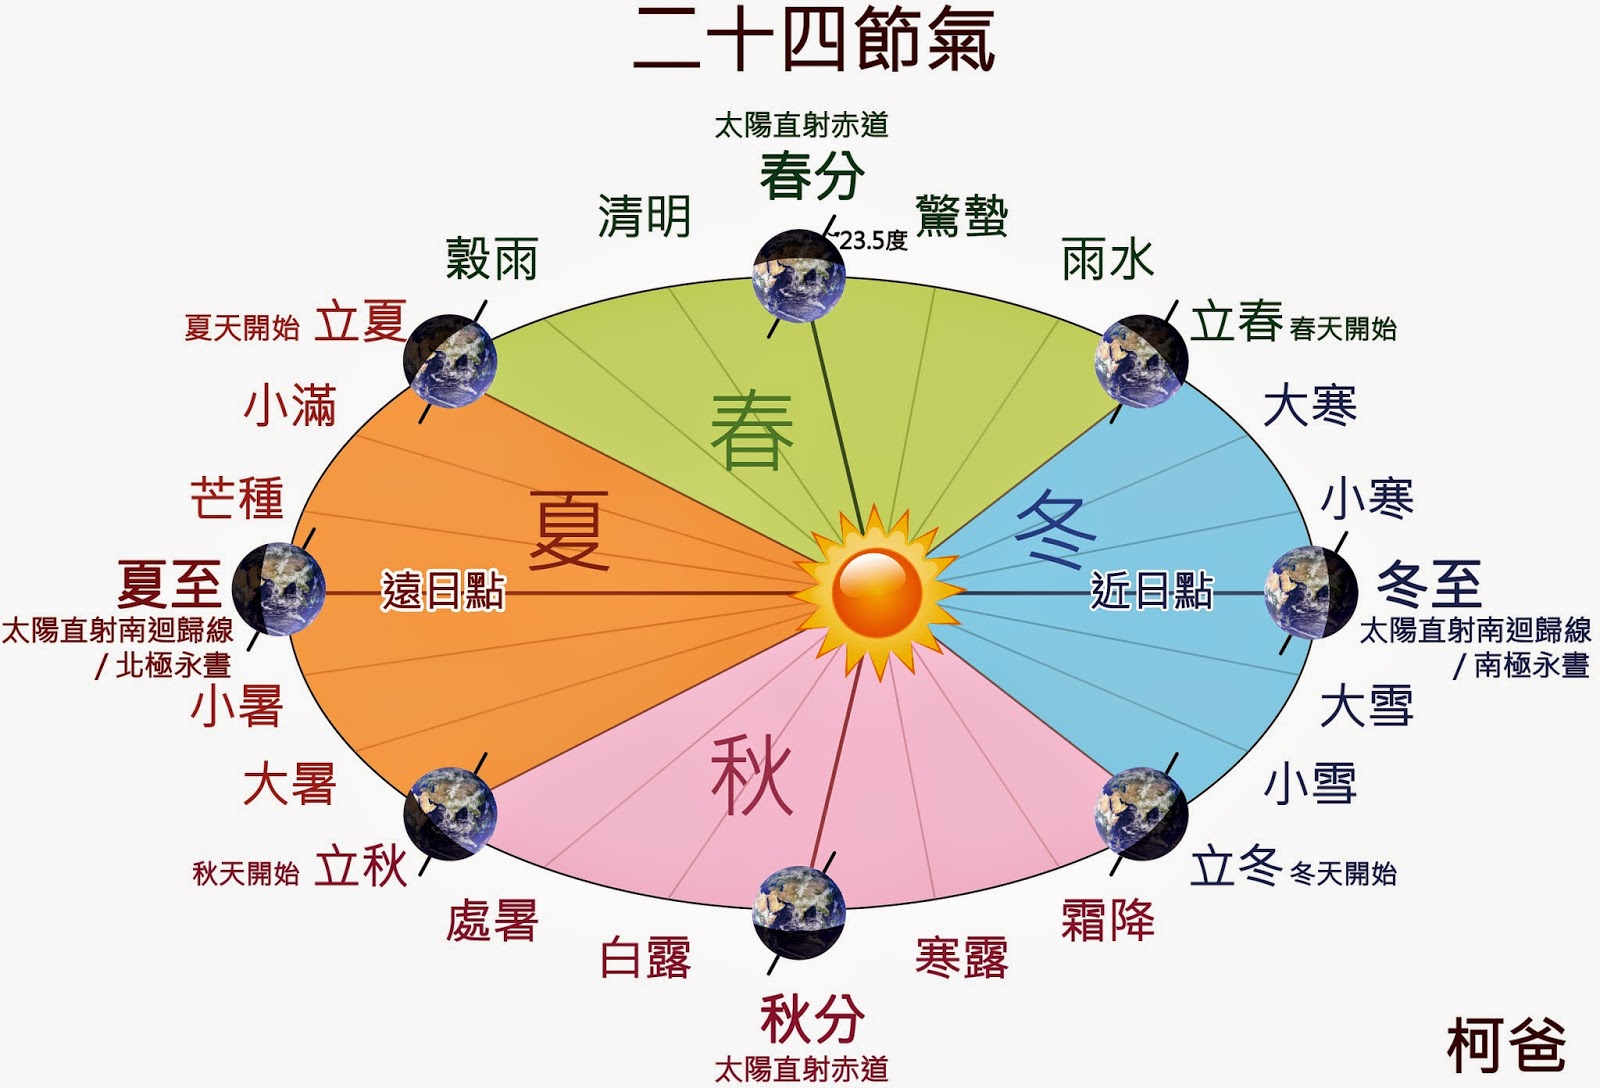 二十四節氣
太陽直射赤道
春分
清明
驚蟄
23.5度
穀雨
雨水
夏天開始 立夏
立春 春天開始
小滿
大寒
春
芒種
小寒
夏
冬
夏至
太陽直射南迴歸線
/ 北極永晝
遠日點
近日點
冬至
太陽直射南迴歸線
/ 南極永晝
小暑
大雪
秋
大暑
小雪
秋天開始 立秋
立冬 冬天開始
處暑
霜降
白露
寒露
秋分
太陽直射赤道
柯爸